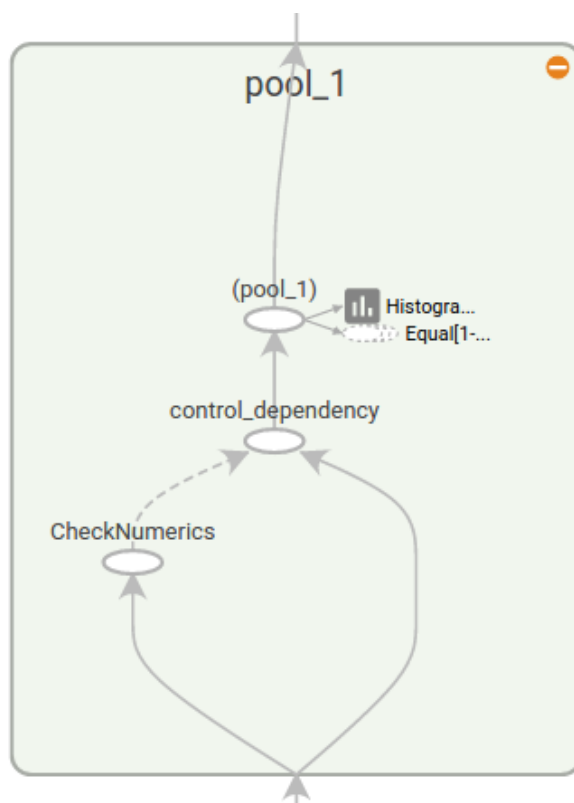 pool_1
(pool_1)
Histogra...
Equal[1-...
control_dependency
CheckNumerics